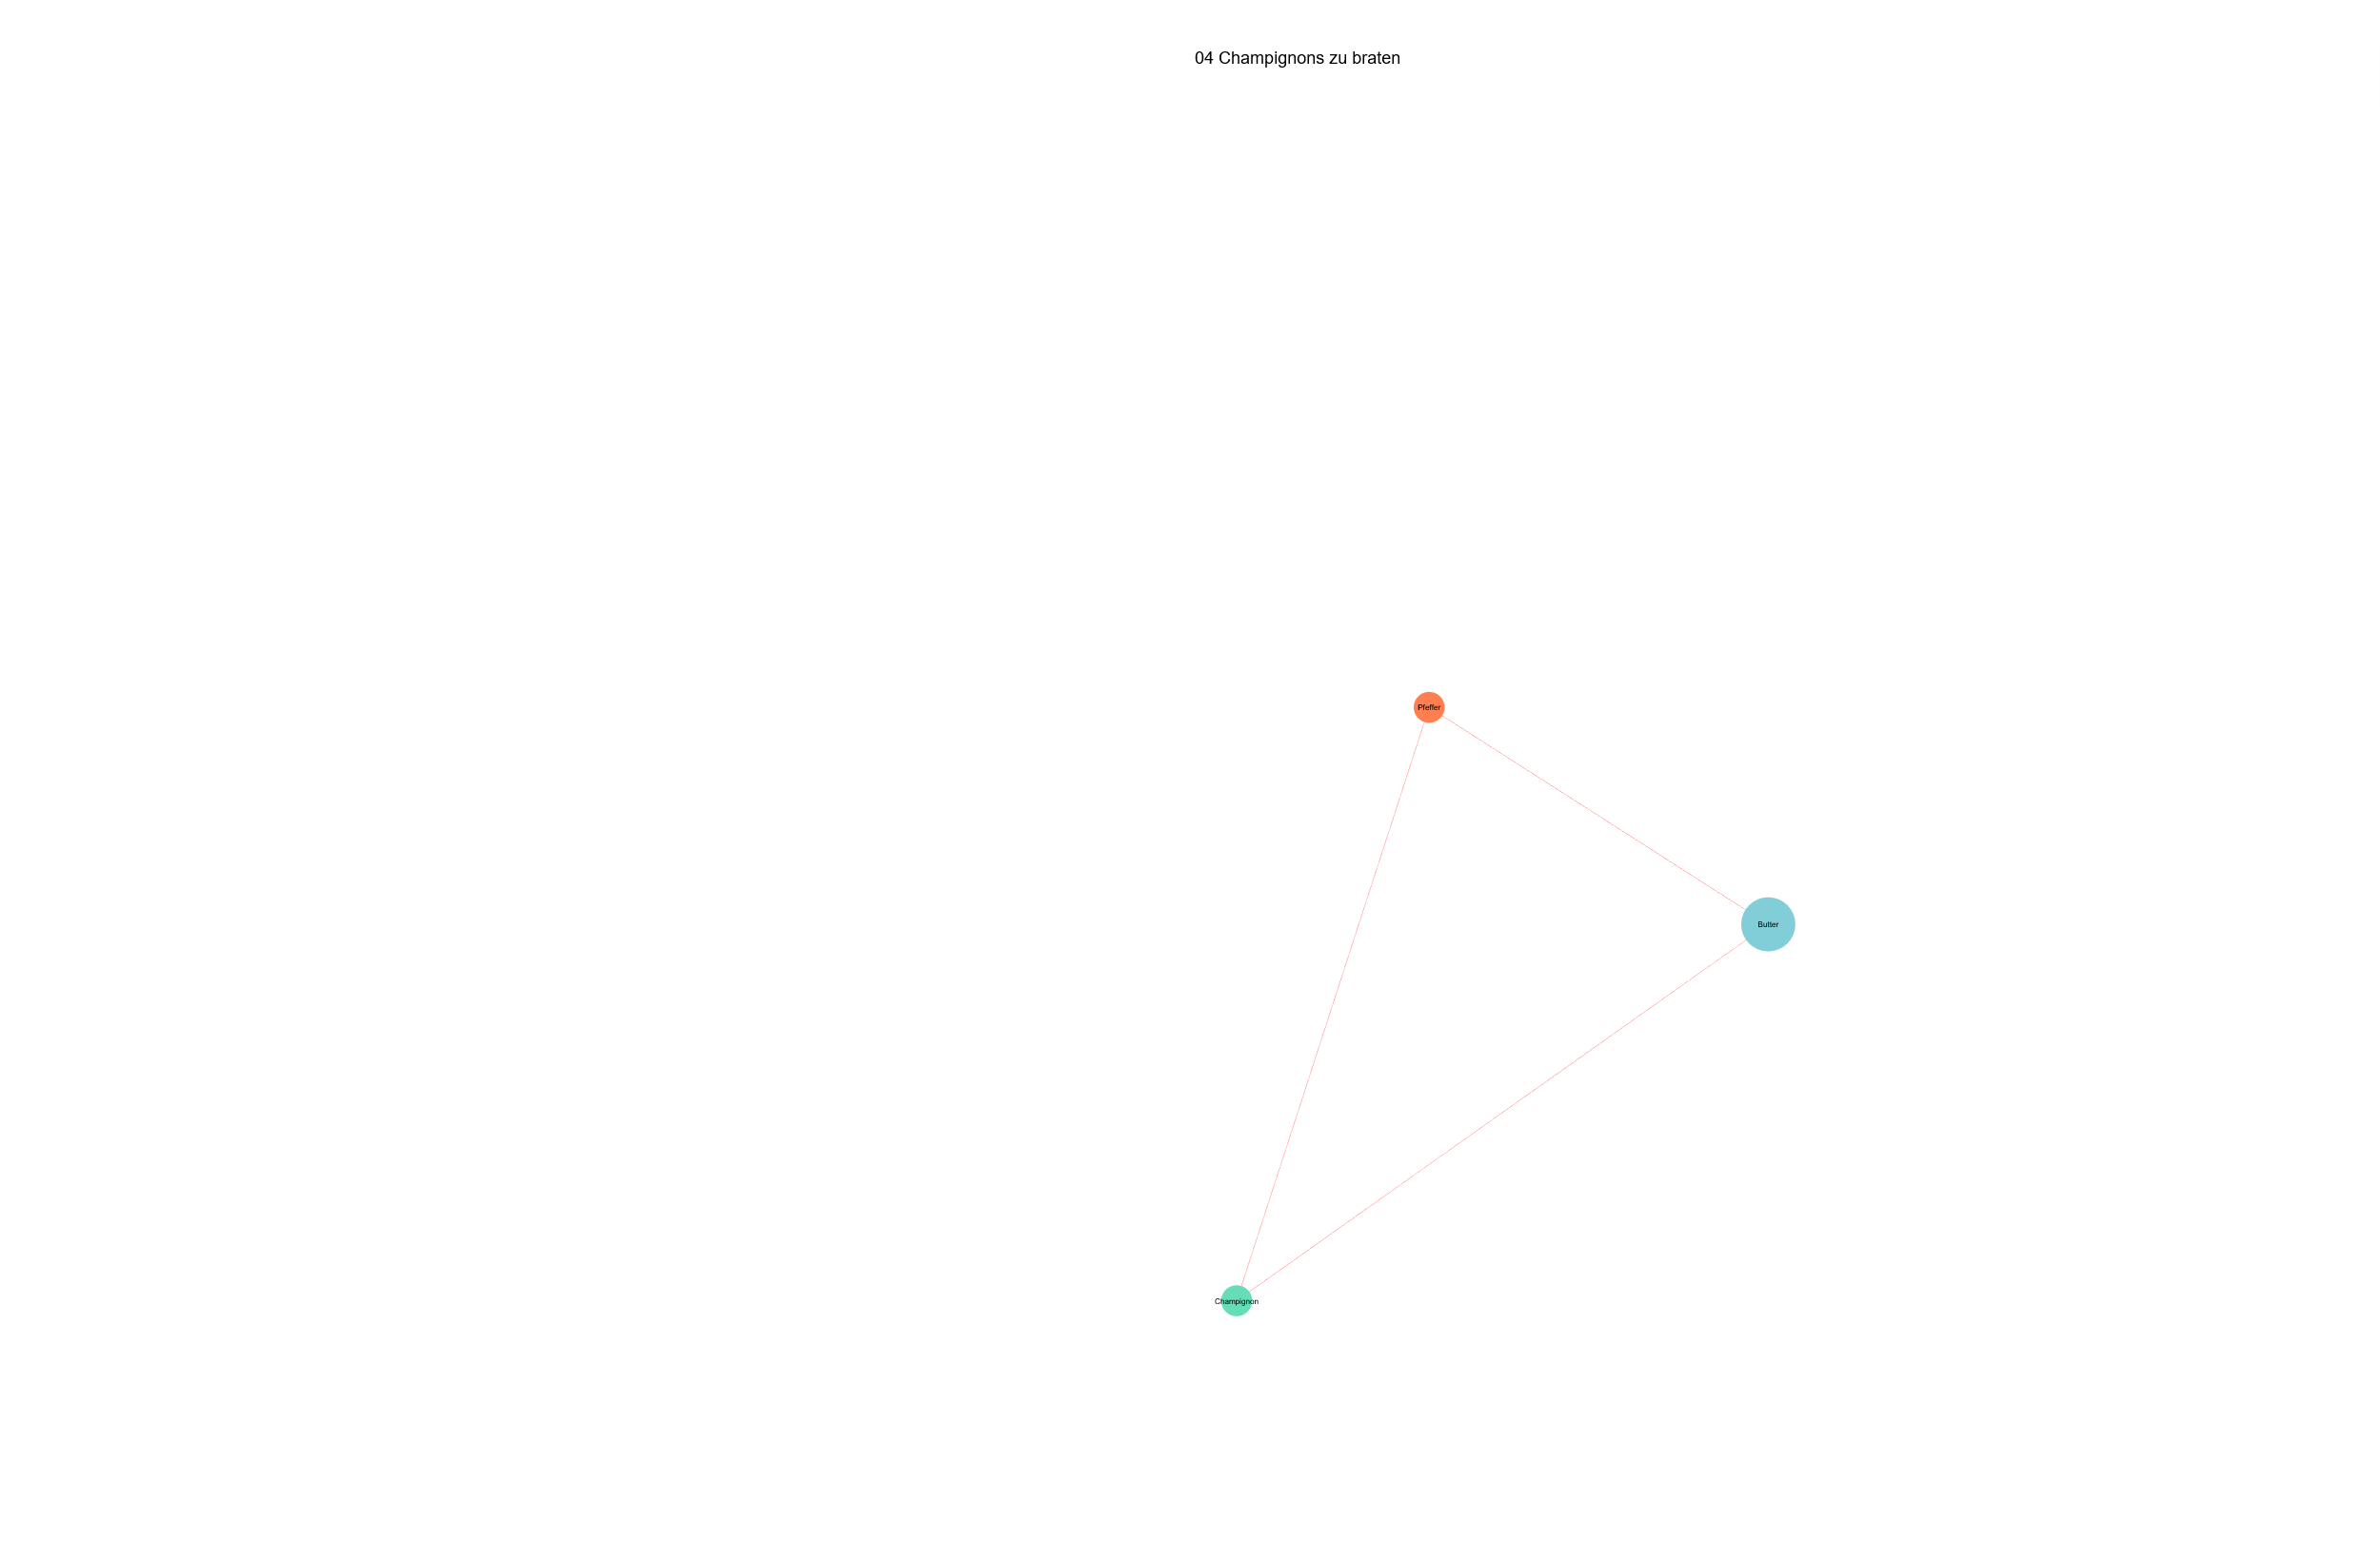 04 Champignons zu braten
Pfeffer
Butter
Champignon